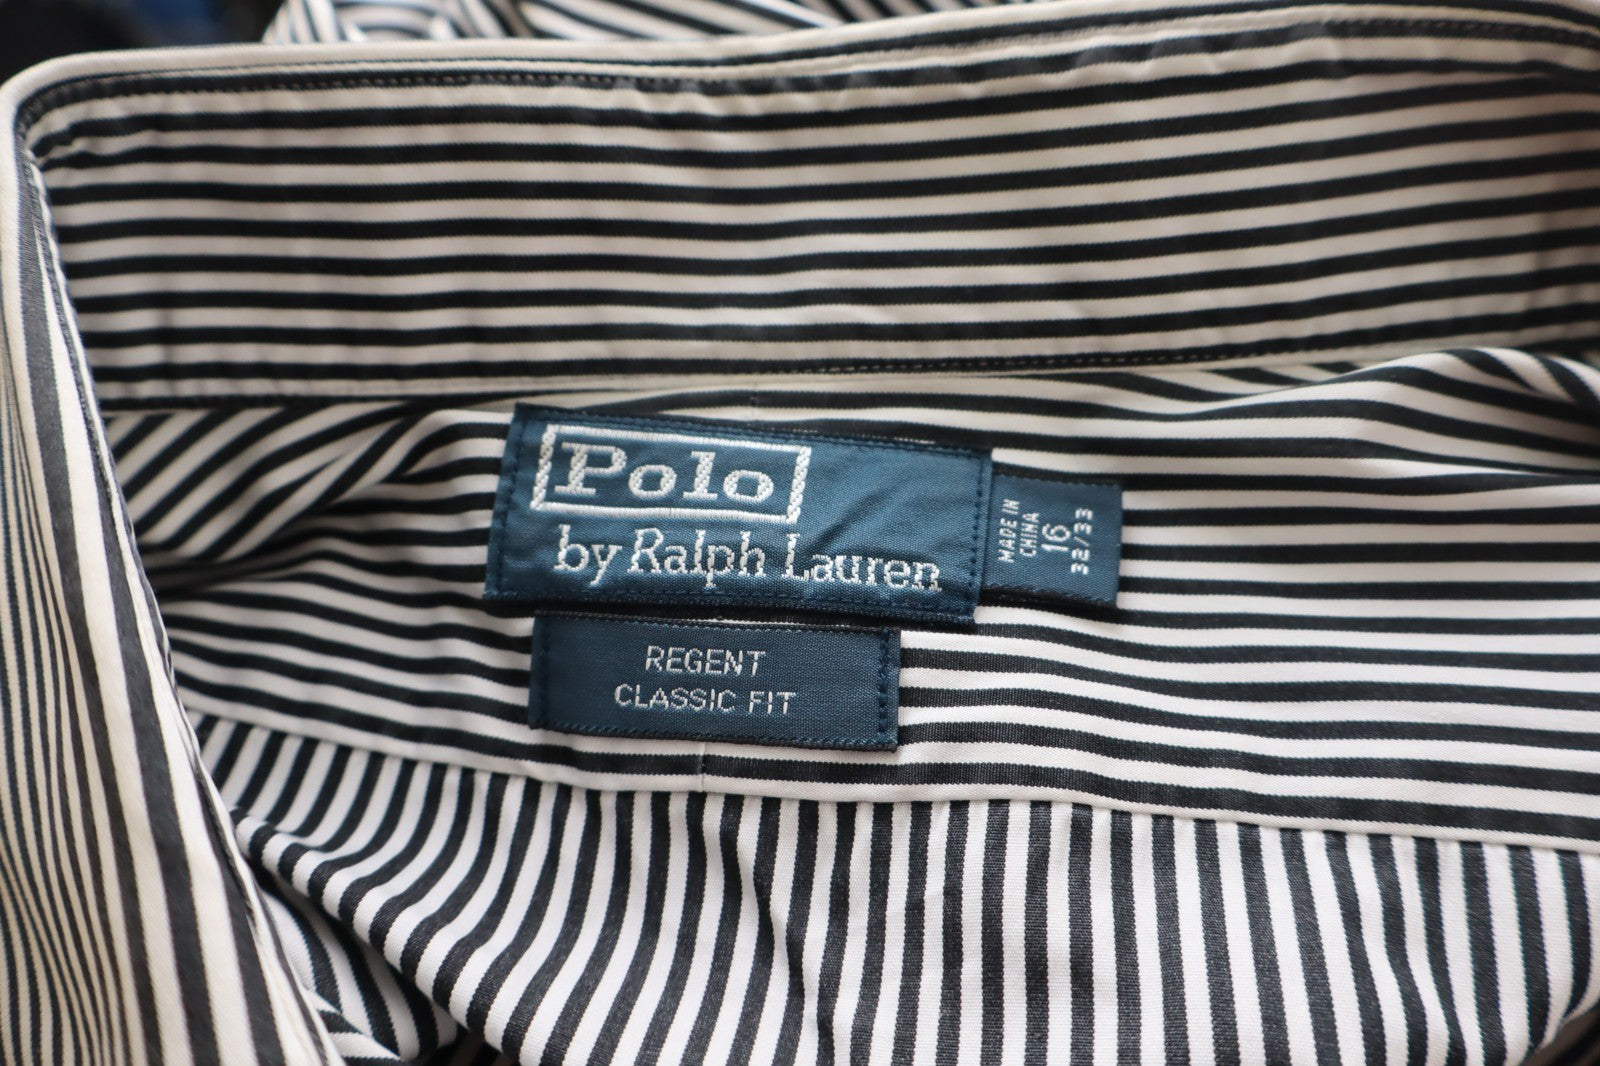 Polo
by Ralph Lauren
MADE IN
CHINA
16
32/33
REGENT
CLASSIC FIT